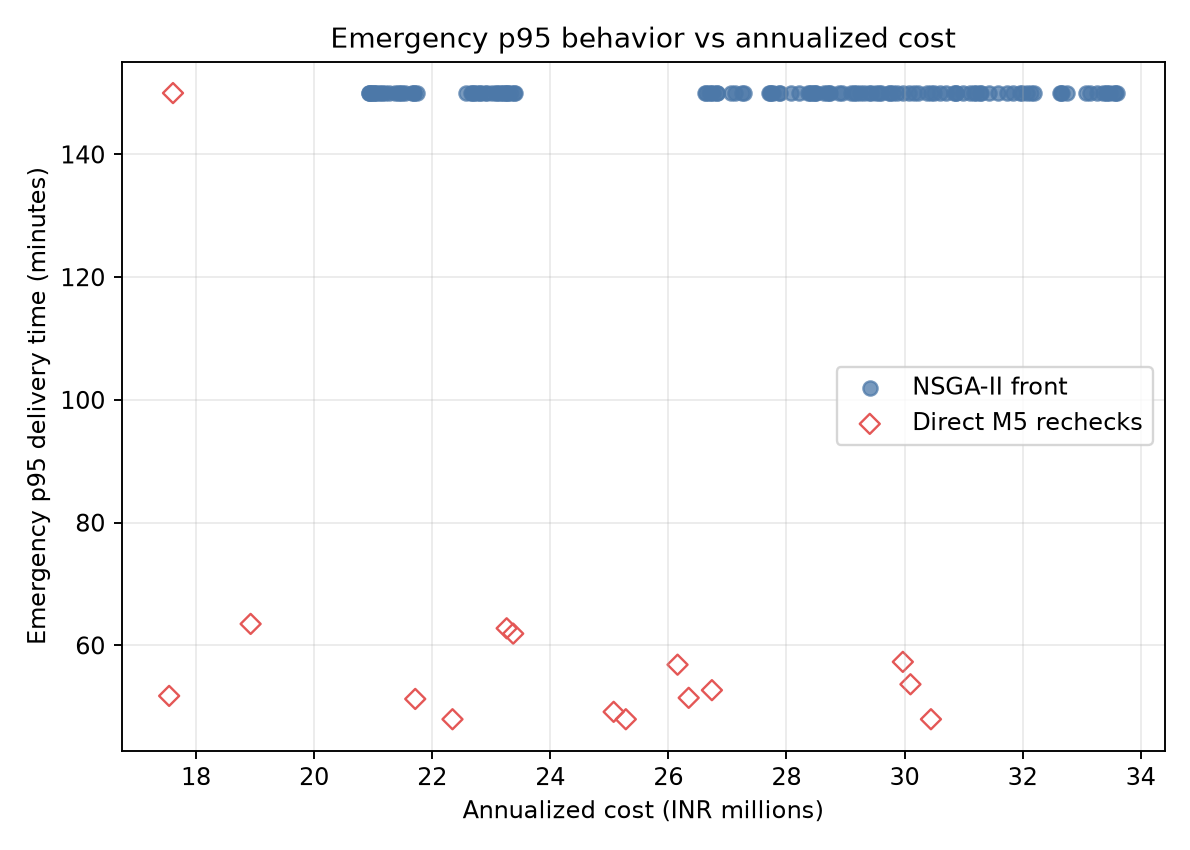 Emergency p95 behavior vs annualized cost
Emergency p95 delivery time (minutes)
140
120
100
80
60
NSGA-II front
Direct M5 rechecks
18 20 22 24 26 28 30 32 34
Annualized cost (INR millions)